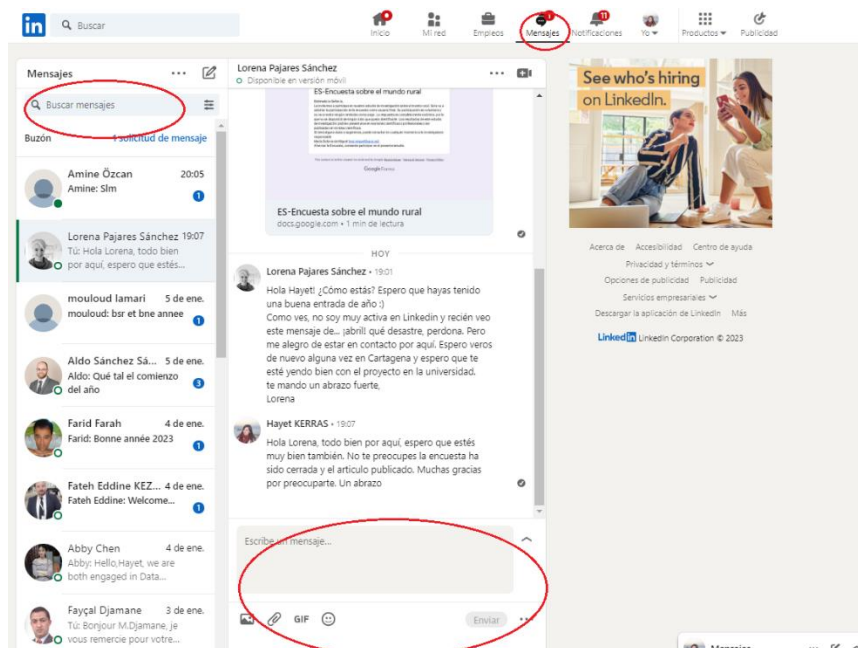 in
Buscar
Inicio
Mi red
Empleos
Mensajes
Notificaciones
11
Yo
Productos
Publicidad
Mensajes
Buscar mensajes
Buzón
1 solicitud de mensaje
Amine Özcan 20:05
Amine: Slm
1
Lorena Pajares Sánchez 19:07
Tú: Hola Lorena, todo bien
por aquí, espero que estés...
mouloud lamari 5 de ene.
mouloud: bsr et bne annee
1
Aldo Sánchez Sá... 5 de ene.
Aldo: Qué tal el comienzo
del año
3
Farid Farah 4 de ene.
Farid: Bonne année 2023
1
Fateh Eddine KEZ... 4 de ene.
Fateh Eddine: Welcome...
1
Abby Chen 4 de ene.
Abby: Hello,Hayet, we are
both engaged in Data...
Fayçal Djamane 3 de ene.
Tú: Bonjour M.Djamane, je
vous remercie pour votre...
Lorena Pajares Sánchez
Disponible en versión móvil
ES-Encuesta sobre el mundo rural
Google Forms
ES-Encuesta sobre el mundo rural
docs.google.com • 1 min de lectura
HOY
Lorena Pajares Sánchez • 19:01
Hola Hayet! ¿Cómo estás? Espero que hayas tenido
una buena entrada de año :)
Como ves, no soy muy activa en Linkedin y recién veo
este mensaje de... ¡abril! qué desastre, perdona. Pero
me alegro de estar en contacto por aquí. Espero veros
de nuevo alguna vez en Cartagena y espero que te
esté yendo bien con el proyecto en la universidad.
te mando un abrazo fuerte,
Lorena
Hayet KERRAS • 19:07
Hola Lorena, todo bien por aquí, espero que estés
muy bien también. No te preocupes la encuesta ha
sido cerrada y el articulo publicado. Muchas gracias
por preocuparte. Un abrazo
Escribe un mensaje...
GIF
Enviar
See who's hiring
on LinkedIn.
Acerca de Accesibilidad Centro de ayuda
Privacidad y términos
Opciones de publicidad Publicidad
Servicios empresariales
Descargar la aplicación de LinkedIn Más
LinkedIn LinkedIn Corporation © 2023
Mensajes